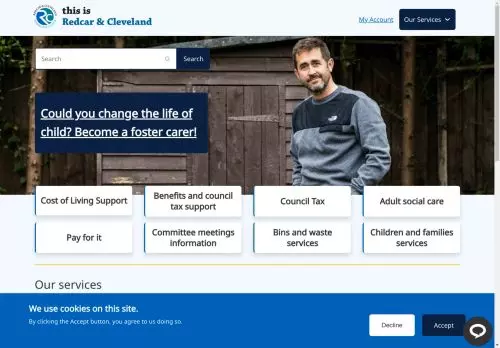 this is
Redcar & Cleveland
My Account
Our Services
Search
Search
Could you change the life of
child? Become a foster carer!
Cost of Living Support
Benefits and council
tax support
Council Tax
Adult social care
Pay for it
Committee meetings
information
Bins and waste
services
Children and families
services
Our services
We use cookies on this site.
By clicking the Accept button, you agree to us doing so.
Decline
Accept